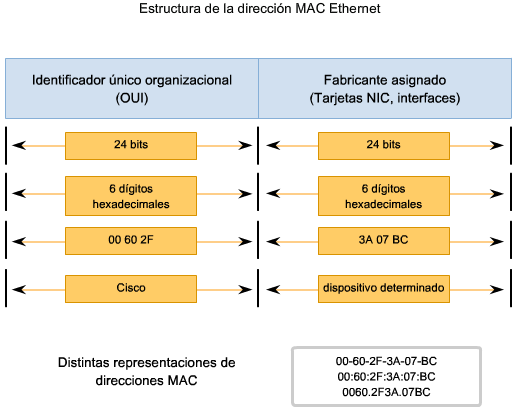 Estructura de la dirección MAC Ethernet
Identificador único organizacional
(OUI)
Fabricante asignado
(Tarjetas NIC, interfaces)
24 bits
24 bits
6 dígitos
hexadecimales
6 dígitos
hexadecimales
00 60 2F
3A 07 BC
Cisco
dispositivo determinado
Distintas representaciones de
direcciones MAC
00-60-2F-3A-07-BC
00:60:2F:3A:07:BC
0060.2F3A.07BC